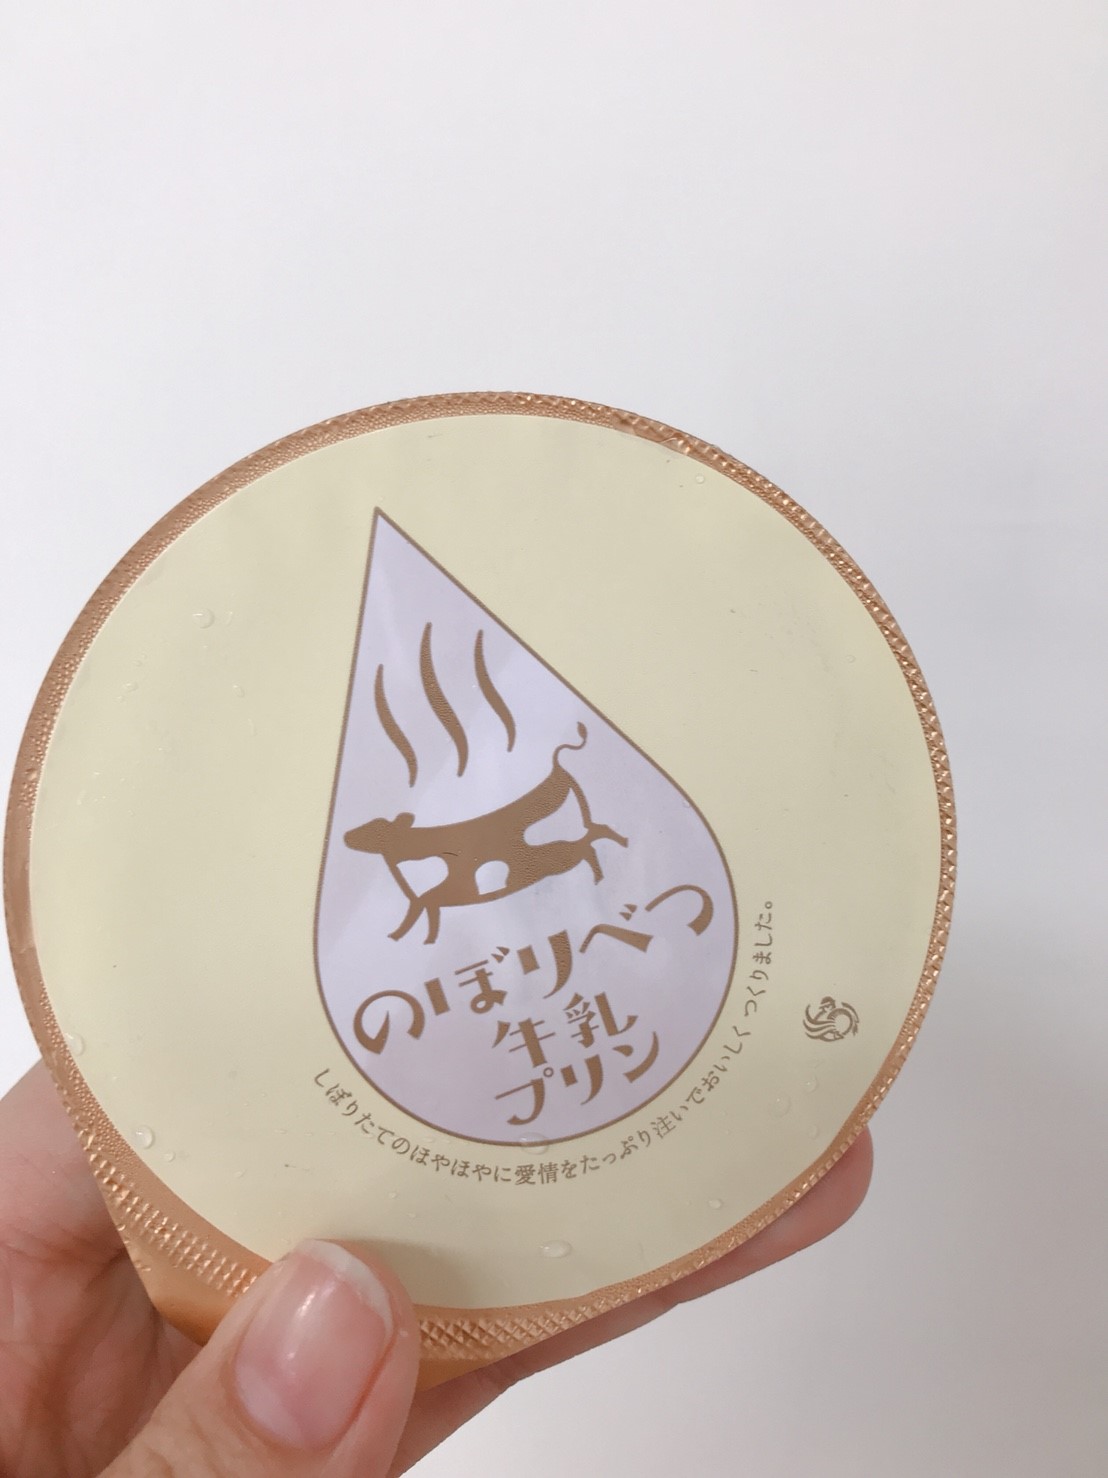 のぼりべつ
牛乳
プリン
しぼりたてのほやほやに愛情をたっぷり注いでおいしくつくりました。